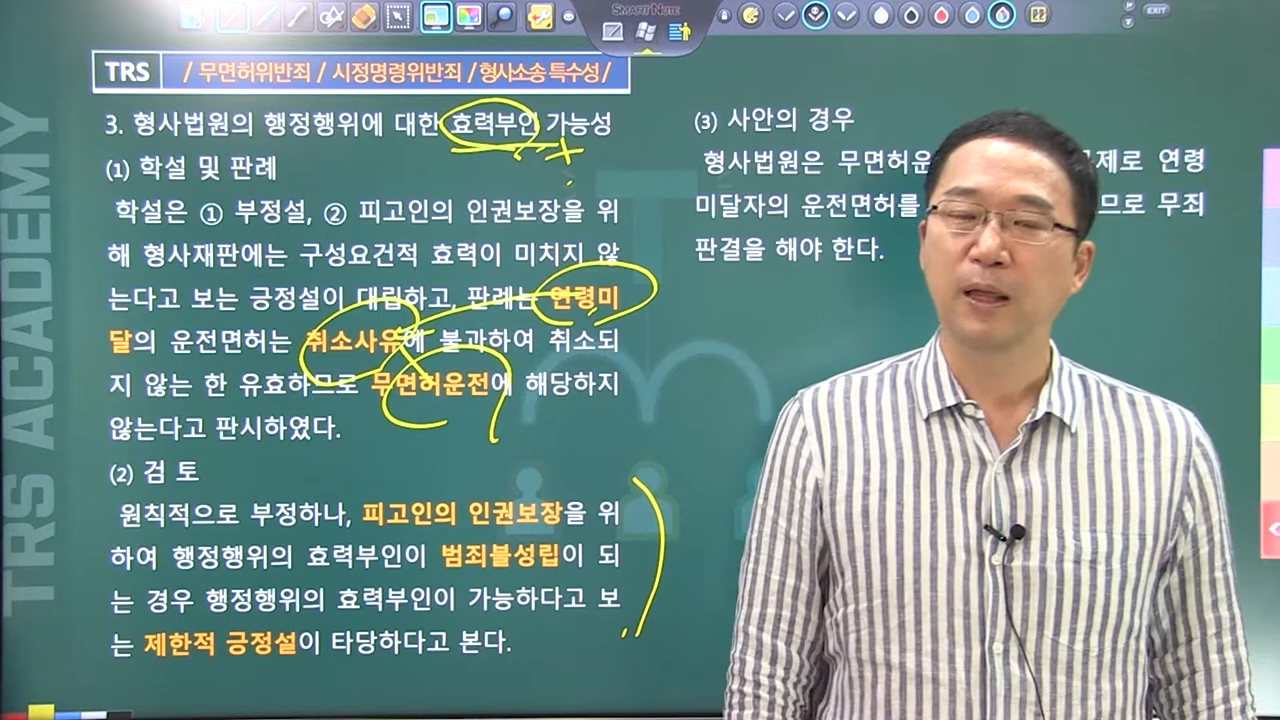 SMART NOTE
EXIT
TRS / 무면허위반죄 / 시정명령위반죄 / 형사소송 특수성 /
3. 형사법원의 행정행위에 대한 효력부인 가능성
(1) 학설 및 판례
학설은 ① 부정설, ② 피고인의 인권보장을 위
해 형사재판에는 구성요건적 효력이 미치지 않
는다고 보는 긍정설이 대립하고, 판례는 연령미
달의 운전면허는 취소사유에 불과하여 취소되
지 않는 한 유효하므로 무면허운전에 해당하지
않는다고 판시하였다.
(2) 검 토
원칙적으로 부정하나, 피고인의 인권보장을 위
하여 행정행위의 효력부인이 범죄불성립이 되
는 경우 행정행위의 효력부인이 가능하다고 보
는 제한적 긍정설이 타당하다고 본다.
(3) 사안의 경우
형사법원은 연령
미달자의 운전면허를 무죄
판결을 해야 한다.
TRS ACADEMY